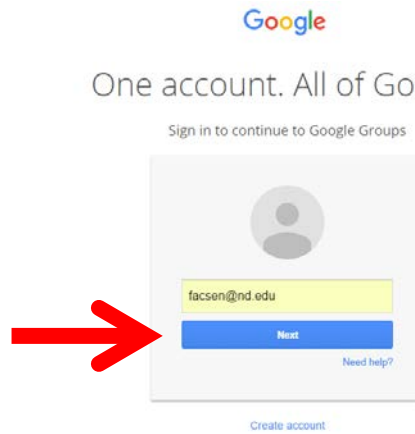 Google
One account. All of Go
Sign in to continue to Google Groups
facsen@nd.edu
Next
Need help?
Create account